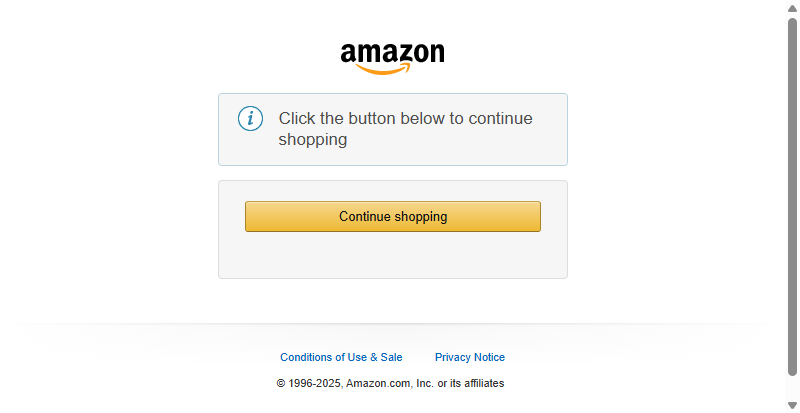 amazon
i
Click the button below to continue
shopping
Continue shopping
Conditions of Use & Sale Privacy Notice
© 1996-2025, Amazon.com, Inc. or its affiliates